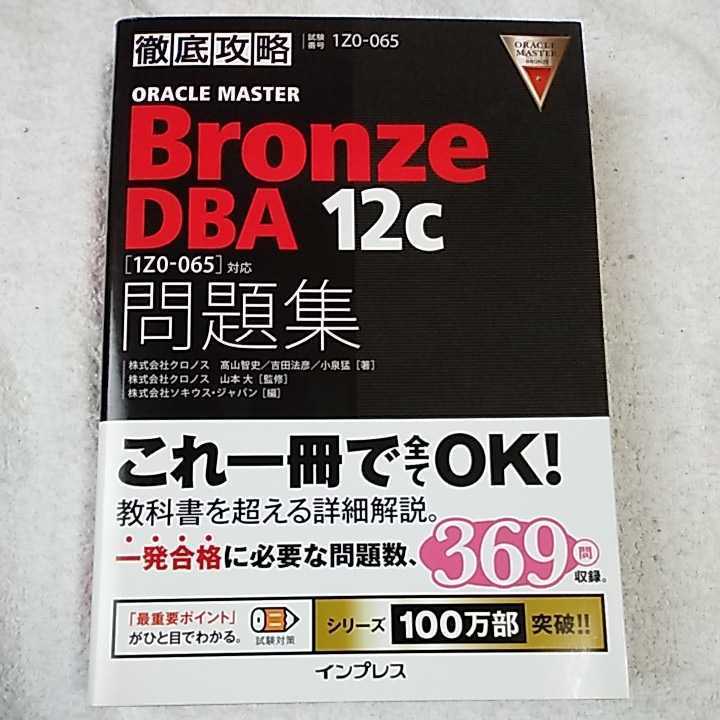 徹底攻略
試験番号 1Z0-065
ORACLE MASTER
ORACLE MASTER
Bronze
DBA 12c
[1Z0-065]対応
問題集
株式会社クロノス 髙山智史/吉田法彦/小泉猛[著]
株式会社クロノス 山本 大[監修]
株式会社ソキウス・ジャパン[編]
これ一冊で全てOK!
教科書を超える詳細解説。
一発合格に必要な問題数、369問収録。
「最重要ポイント」
がひと目でわかる。
試験対策
シリーズ 100万部 突破!!
インプレス